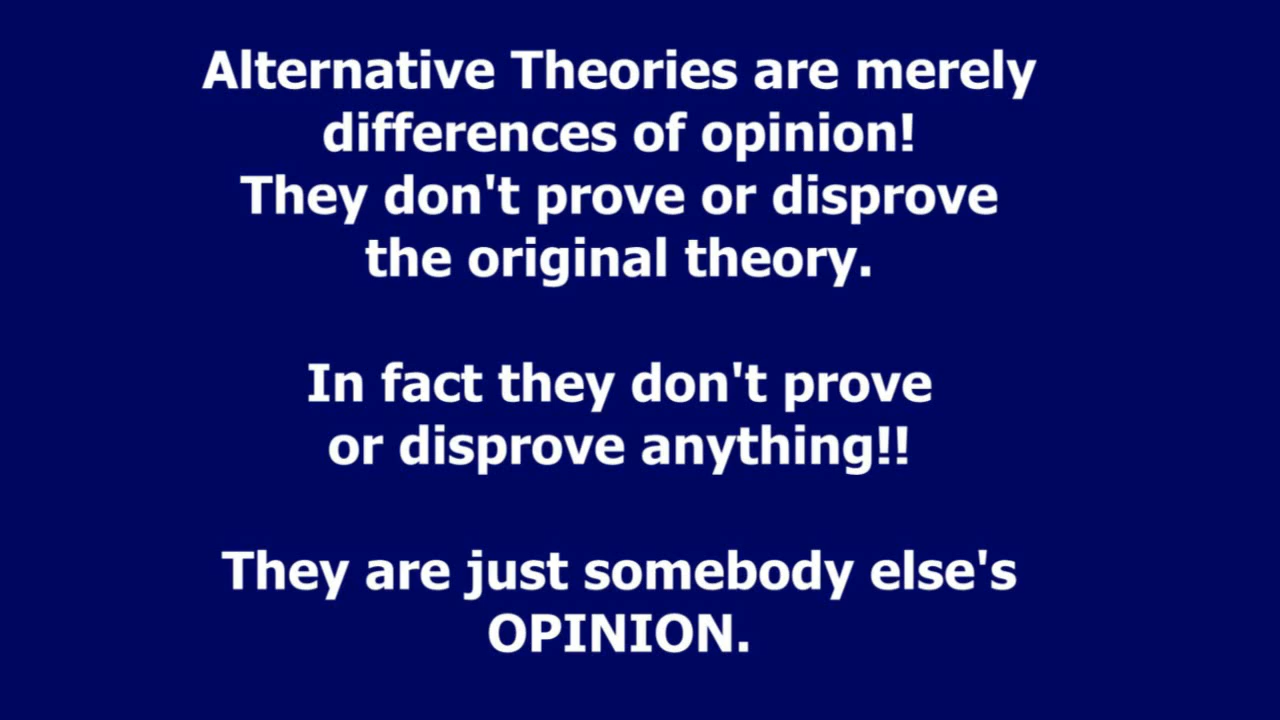 Alternative Theories are merely
differences of opinion!
They don't prove or disprove
the original theory.
In fact they don't prove
or disprove anything!!
They are just somebody else's
OPINION.